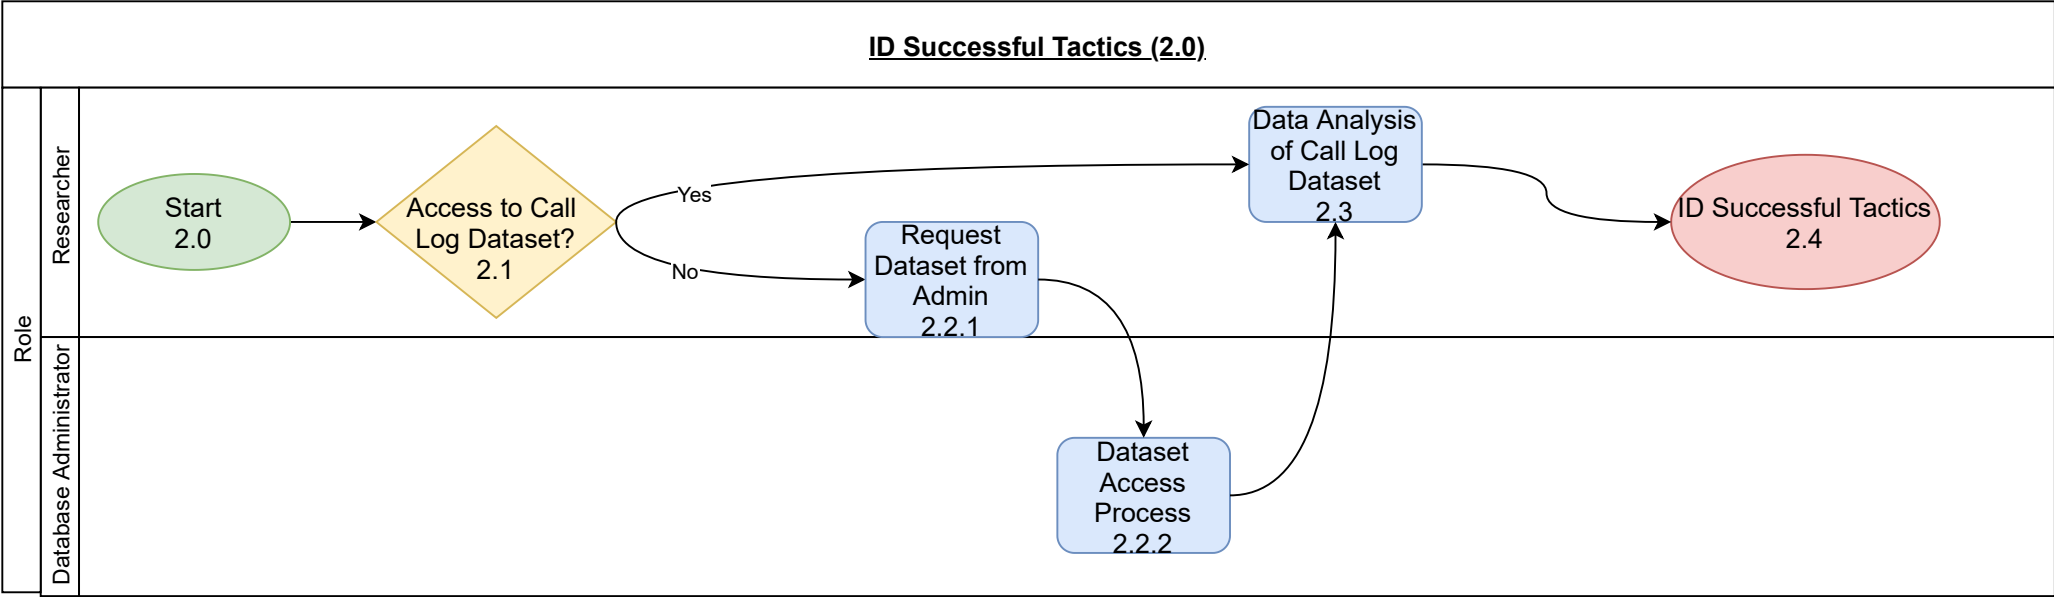 ID Successful Tactics (2.0)
Role
Researcher
Start
2.0
Access to Call
Log Dataset?
2.1
Yes
No
Request
Dataset from
Admin
2.2.1
Data Analysis
of Call Log
Dataset
2.3
ID Successful Tactics
2.4
Database Administrator
Dataset
Access
Process
2.2.2